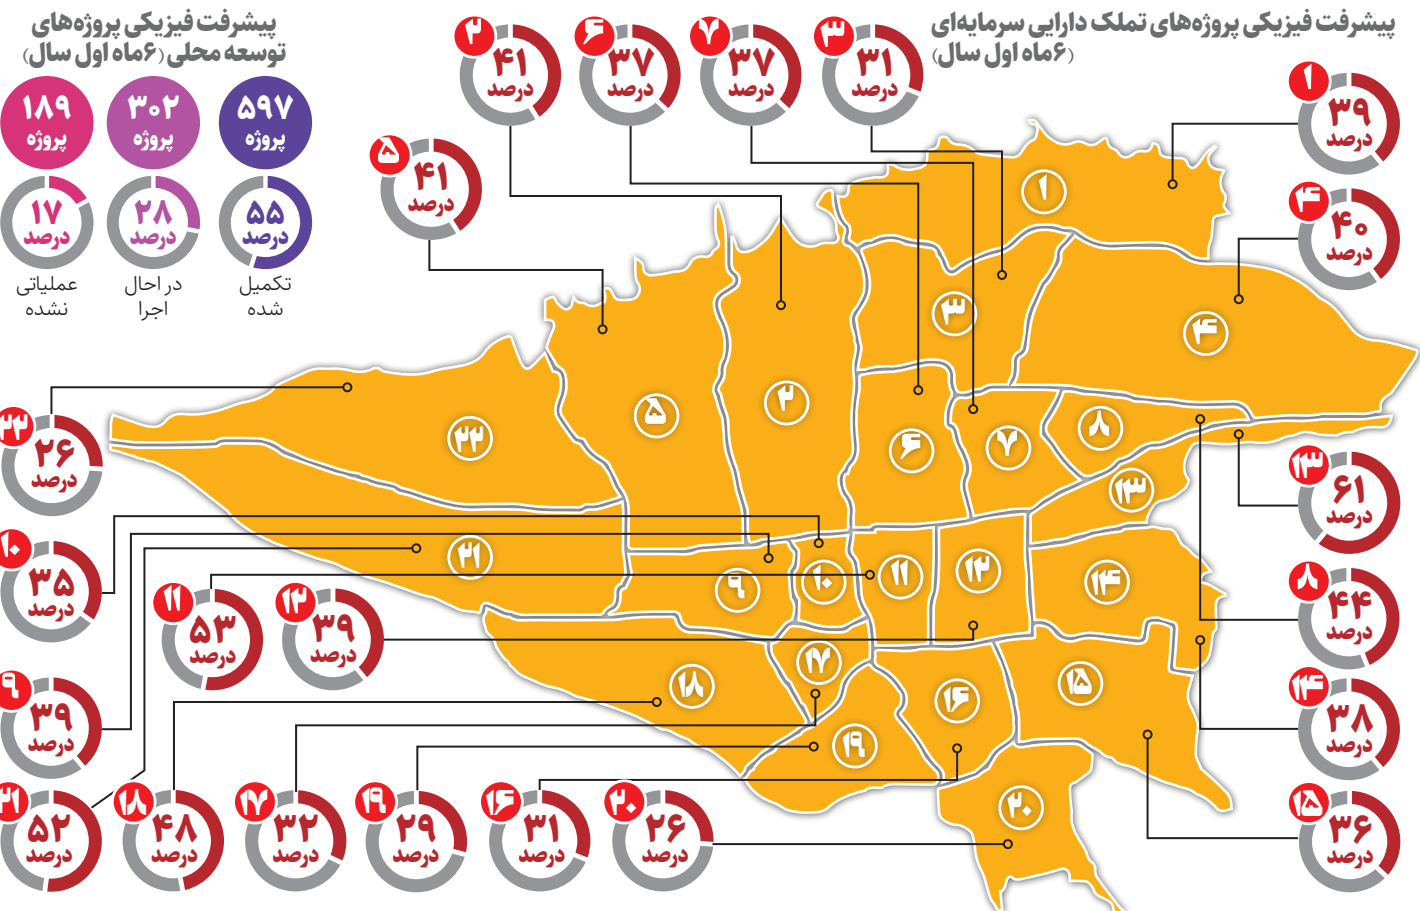 پیشرفت فیزیکی پروژه‌های تملک دارایی سرمایه‌ای
(۶ماه اول سال)
پیشرفت فیزیکی پروژه‌های
توسعه محلی (۶ماه اول سال)
۵۹۷
پروژه
۳۰۲
پروژه
۱۸۹
پروژه
۵۵
درصد
۲۸
درصد
۱۷
درصد
تکمیل
شده
در احال
اجرا
عملیاتی
نشده
۱
۳۹
درصد
۳
۳۱
درصد
۷
۳۷
درصد
۶
۳۷
درصد
۲
۴۱
درصد
۵
۴۱
درصد
۴
۴۰
درصد
۱۳
۶۱
درصد
۸
۴۴
درصد
۱۴
۳۸
درصد
۱۵
۳۶
درصد
۲۲
۲۶
درصد
۱۰
۳۵
درصد
۱۲
۳۹
درصد
۱۱
۵۳
درصد
۹
۳۹
درصد
۲۰
۲۶
درصد
۱۶
۳۱
درصد
۱۹
۲۹
درصد
۱۷
۳۲
درصد
۱۸
۴۸
درصد
۲۱
۵۲
درصد
۱
۳
۴
۲
۵
۲۲
۸
۷
۶
۱۳
۲۱
۱۴
۱۲
۱۱
۱۰
۹
۱۷
۱۸
۱۵
۱۶
۱۹
۲۰